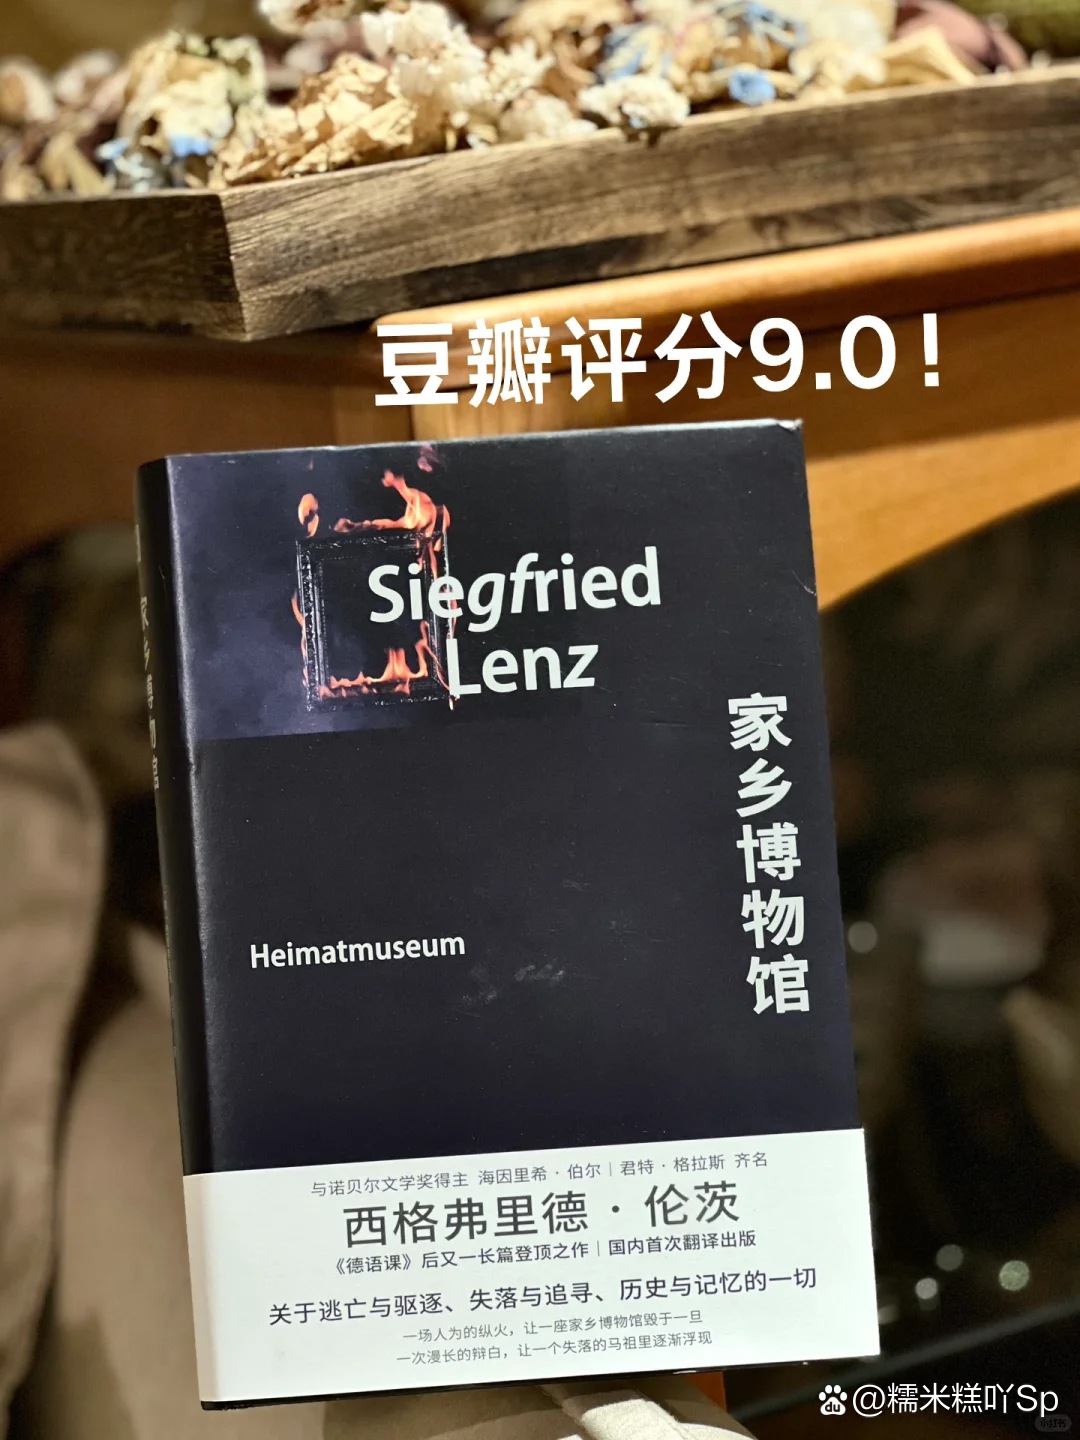 豆瓣评分9.0!
Siegfried
Lenz
家乡博物馆
Heimatmuseum
与诺贝尔文学奖得主 海因里希·伯尔|君特·格拉斯 齐名
西格弗里德·伦茨
《德语课》后又一长篇登顶之作|国内首次翻译出版
关于逃亡与驱逐、失落与追寻、历史与记忆的一切
一场人为的纵火,让一座家乡博物馆毁于一旦
一次漫长的辩白,让一个失落的马祖里逐渐浮现
家乡博物馆
du @糯米糕吖Sp